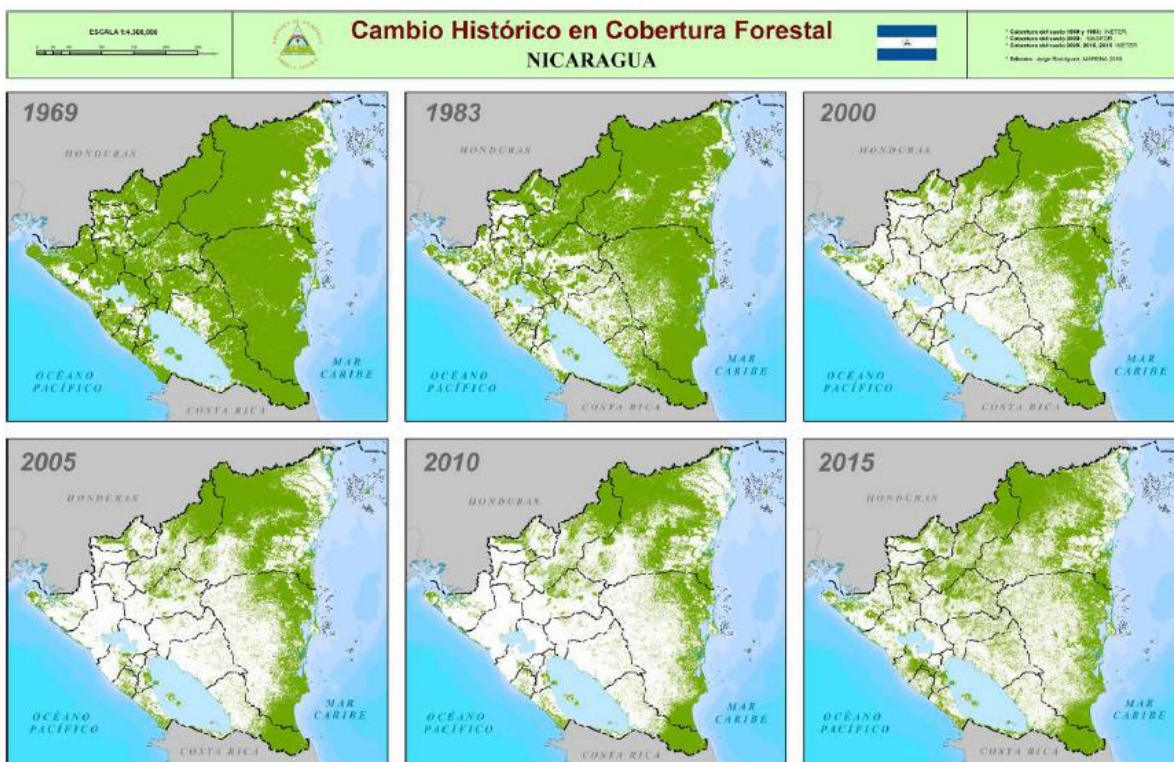 ESCALA 1:4,500,000
Cambio Histórico en Cobertura Forestal
NICARAGUA
1969
HONDURAS
OCÉANO
PACÍFICO
MAR
CARIBE
COSTA RICA
1983
HONDURAS
OCÉANO
PACÍFICO
MAR
CARIBE
COSTA RICA
2000
HONDURAS
OCÉANO
PACÍFICO
MAR
CARIBE
COSTA RICA
2005
HONDURAS
OCÉANO
PACÍFICO
MAR
CARIBE
COSTA RICA
2010
HONDURAS
OCÉANO
PACÍFICO
MAR
CARIBE
COSTA RICA
2015
HONDURAS
OCÉANO
PACÍFICO
MAR
CARIBE
COSTA RICA